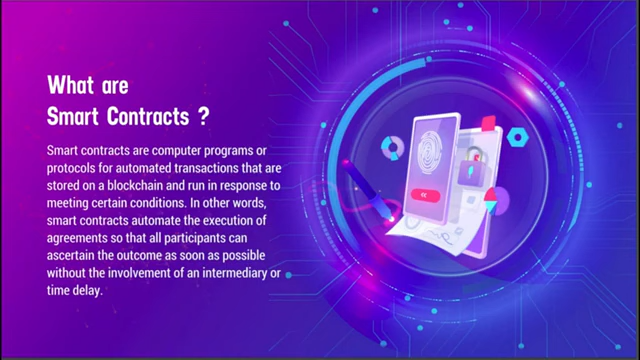 What are
Smart Contracts ?
Smart contracts are computer programs or
protocols for automated transactions that are
stored on a blockchain and run in response to
meeting certain conditions. In other words,
smart contracts automate the execution of
agreements so that all participants can
ascertain the outcome as soon as possible
without the involvement of an intermediary or
time delay.